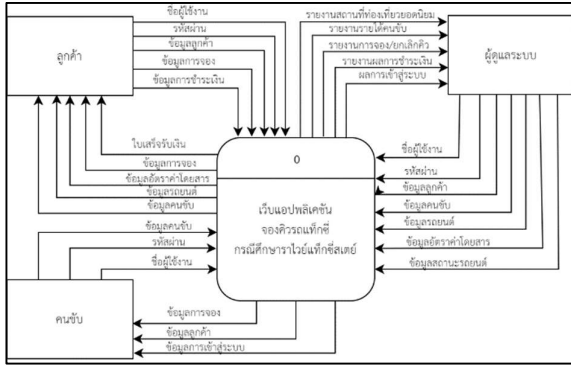 ชื่อผู้ใช้งาน
รหัสผ่าน
ข้อมูลลูกค้า
ข้อมูลการจอง
ข้อมูลการชำระเงิน
ลูกค้า
รายงานสถานที่ท่องเที่ยวยอดนิยม
รายงานรายได้คนขับ
รายงานการจอง/ยกเลิกคิว
รายงานผลการชำระเงิน
ผลการเข้าสู่ระบบ
ผู้ดูแลระบบ
ใบเสร็จรับเงิน
ข้อมูลการจอง
ข้อมูลอัตราค่าโดยสาร
ข้อมูลรถยนต์
ข้อมูลคนขับ
0
เว็บแอปพลิเคชัน
จองคิวรถแท็กซี่
กรณีศึกษาราไวย์แท็กซี่สเตย์
ชื่อผู้ใช้งาน
รหัสผ่าน
ข้อมูลลูกค้า
ข้อมูลคนขับ
ข้อมูลรถยนต์
ข้อมูลอัตราค่าโดยสาร
ข้อมูลสถานะรถยนต์
ข้อมูลคนขับ
รหัสผ่าน
ชื่อผู้ใช้งาน
คนขับ
ข้อมูลการจอง
ข้อมูลลูกค้า
ข้อมูลการเข้าสู่ระบบ